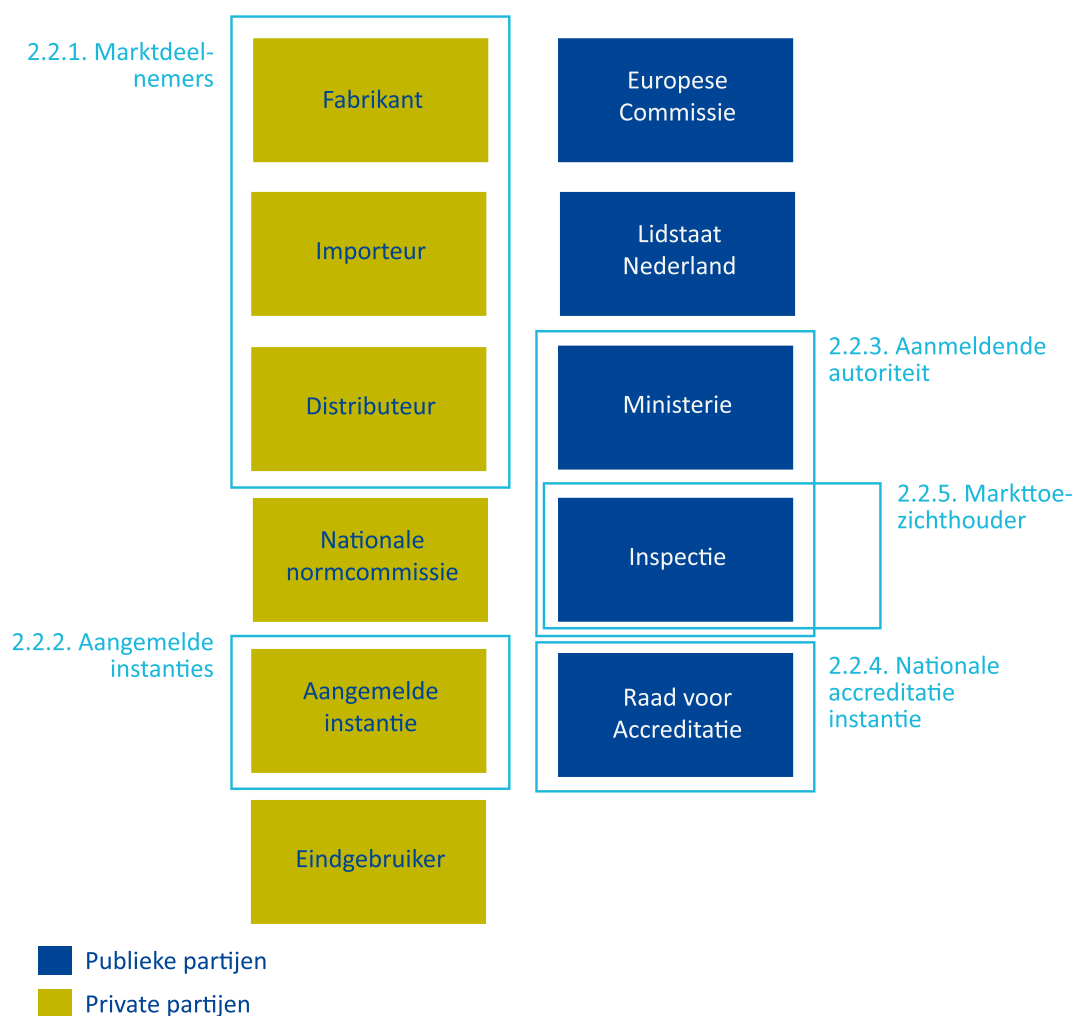 2.2.1. Marktdeel-
nemers
Fabrikant
Importeur
Distributeur
Nationale
normcommissie
2.2.2. Aangemelde
instanties
Aangemelde
instantie
Eindgebruiker
Europese
Commissie
Lidstaat
Nederland
2.2.3. Aanmeldende
autoriteit
Ministerie
2.2.5. Markttoe-
zichthouder
Inspectie
2.2.4. Nationale
accreditatie
instantie
Raad voor
Accreditatie
Publieke partijen
Private partijen